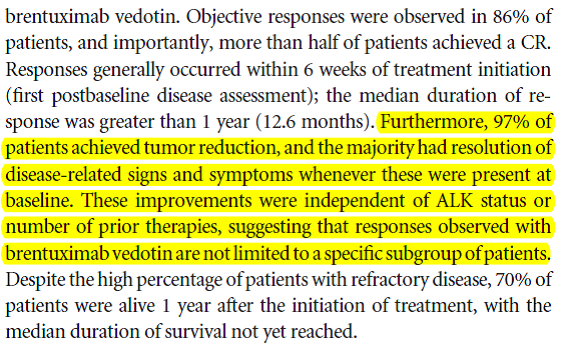 brentuximab vedotin. Objective responses were observed in 86% of
patients, and importantly, more than half of patients achieved a CR.
Responses generally occurred within 6 weeks of treatment initiation
(first postbaseline disease assessment); the median duration of re-
sponse was greater than 1 year (12.6 months). Furthermore, 97% of
patients achieved tumor reduction, and the majority had resolution of
disease-related signs and symptoms whenever these were present at
baseline. These improvements were independent of ALK status or
number of prior therapies, suggesting that responses observed with
brentuximab vedotin are not limited to a specific subgroup of patients.
Despite the high percentage of patients with refractory disease, 70% of
patients were alive 1 year after the initiation of treatment, with the
median duration of survival not yet reached.